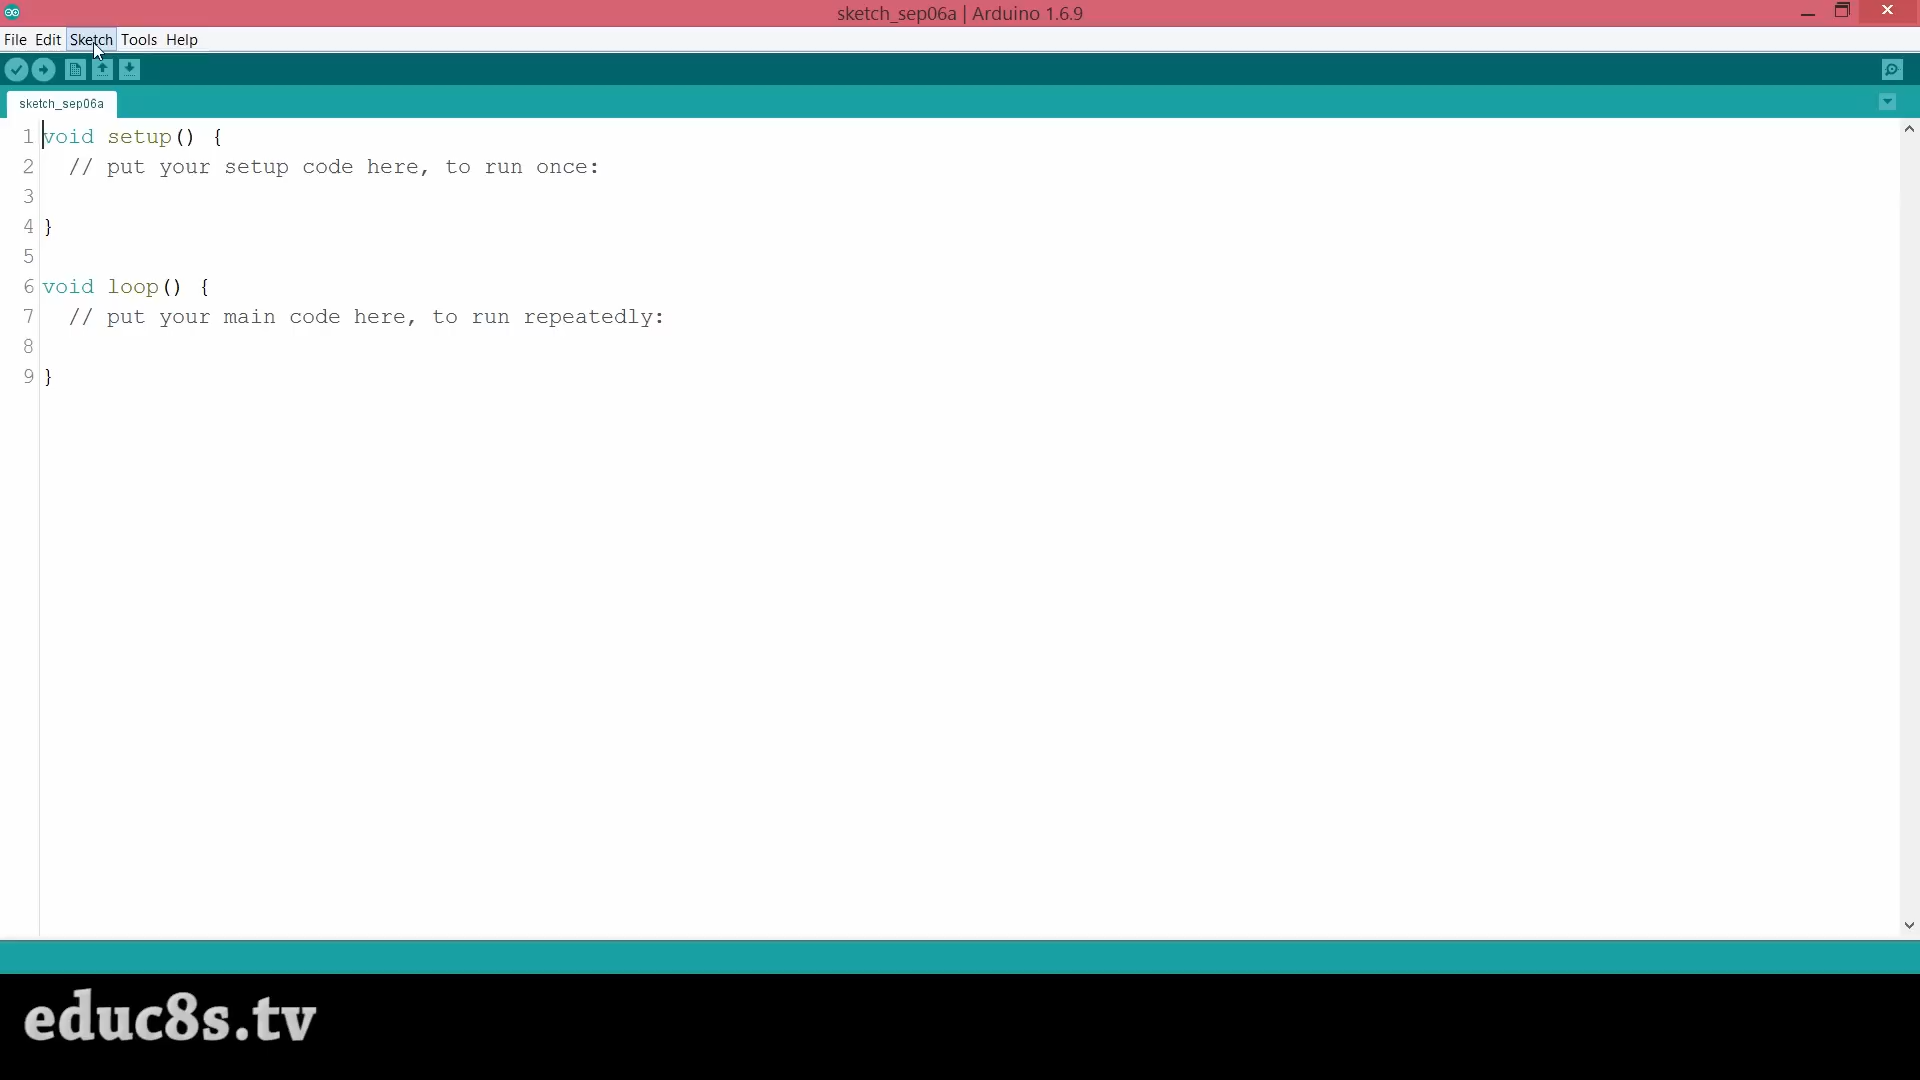 sketch_sep06a | Arduino 1.6.9
File Edit Sketch Tools Help
sketch_sep06a
1 void setup() {
2 // put your setup code here, to run once:
3
4 }
5
6 void loop() {
7 // put your main code here, to run repeatedly:
8
9 }
educ8s.tv